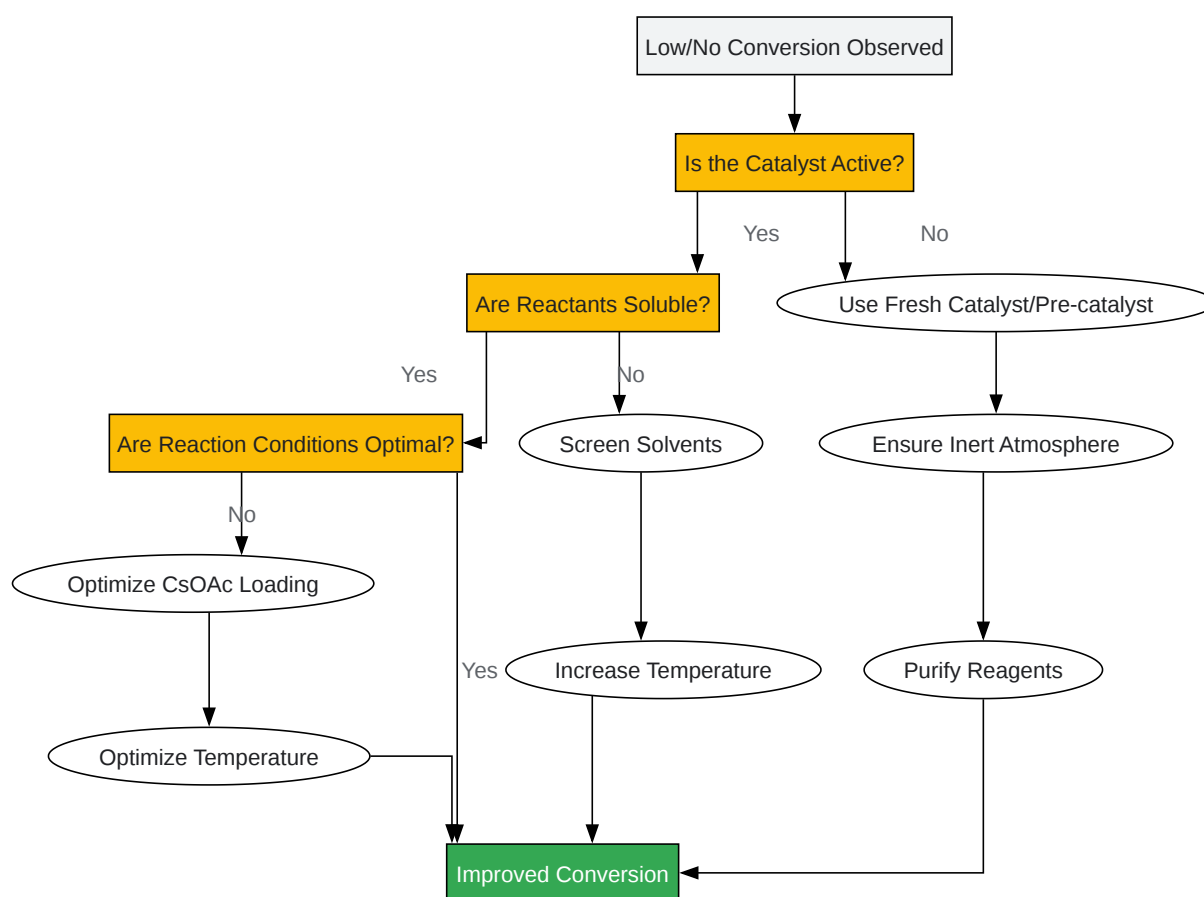 Low/No Conversion Observed
Is the Catalyst Active?
Yes
No
Are Reactants Soluble?
Use Fresh Catalyst/Pre-catalyst
Yes
No
Are Reaction Conditions Optimal?
Screen Solvents
Ensure Inert Atmosphere
No
Optimize CsOAc Loading
Yes
Increase Temperature
Purify Reagents
Optimize Temperature
Improved Conversion